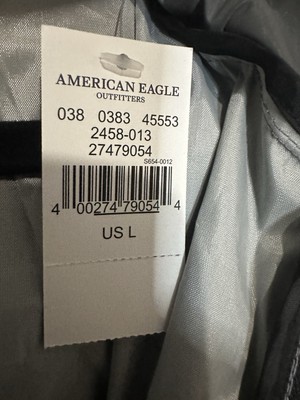 AMERICAN EAGLE
OUTFITTERS
038 0383 45553
2458-013
27479054
S654-0012
4 00274 79054 4
US L